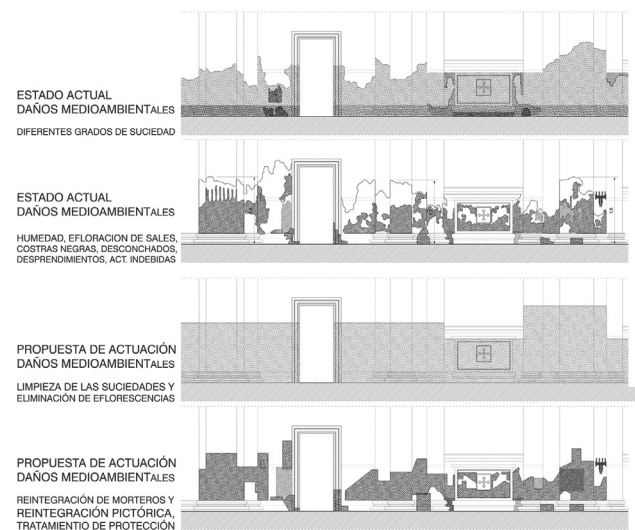 ESTADO ACTUAL
DAÑOS MEDIOAMBIENTALES
DIFERENTES GRADOS DE SUCIEDAD
ESTADO ACTUAL
DAÑOS MEDIOAMBIENTALES
HUMEDAD, EFLORACION DE SALES,
COSTRAS NEGRAS, DESCONCHADOS,
DESPRENDIMIENTOS, ACT. INDEBIDAS
PROPUESTA DE ACTUACIÓN
DAÑOS MEDIOAMBIENTALES
LIMPIEZA DE LAS SUCIEDADES Y
ELIMINACIÓN DE EFLORESCENCIAS
PROPUESTA DE ACTUACIÓN
DAÑOS MEDIOAMBIENTALES
REINTEGRACIÓN DE MORTEROS Y
REINTEGRACIÓN PICTÓRICA,
TRATAMIENTIO DE PROTECCIÓN